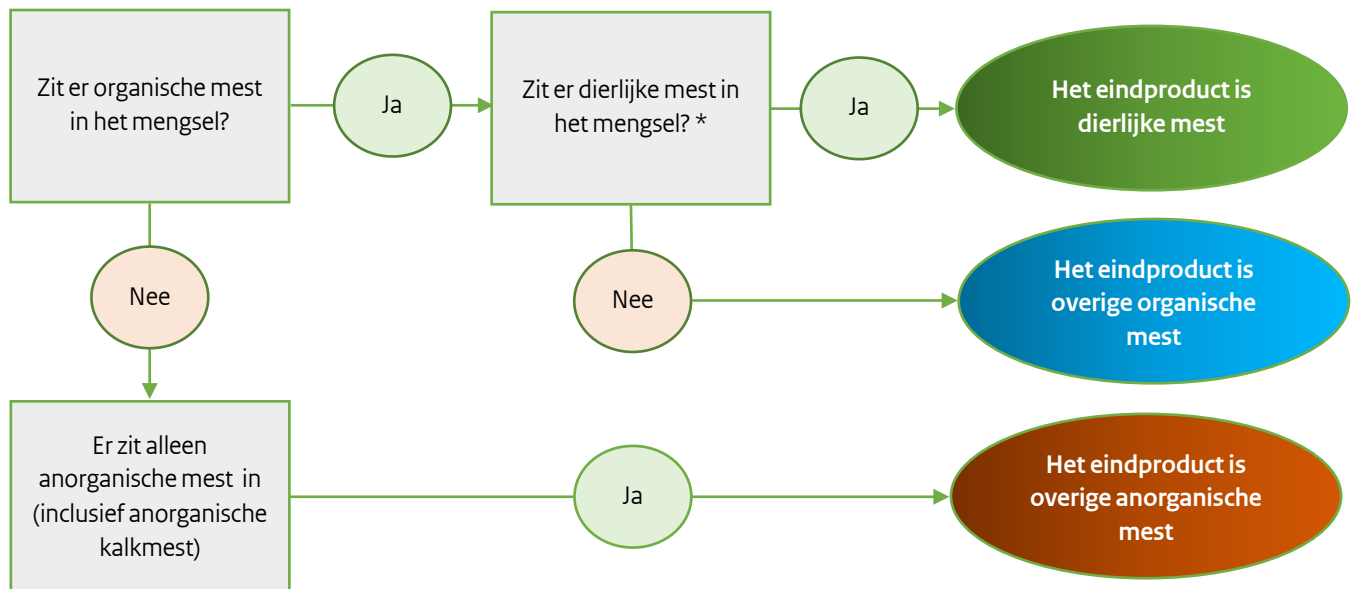 Zit er organische mest
in het mengsel?
Ja
Zit er dierlijke mest in
het mengsel? *
Ja
Het eindproduct is
dierlijke mest
Nee
Nee
Het eindproduct is
overige organische
mest
Er zit alleen
anorganische mest in
(inclusief anorganische
kalkmest)
Ja
Het eindproduct is
overige anorganische
mest